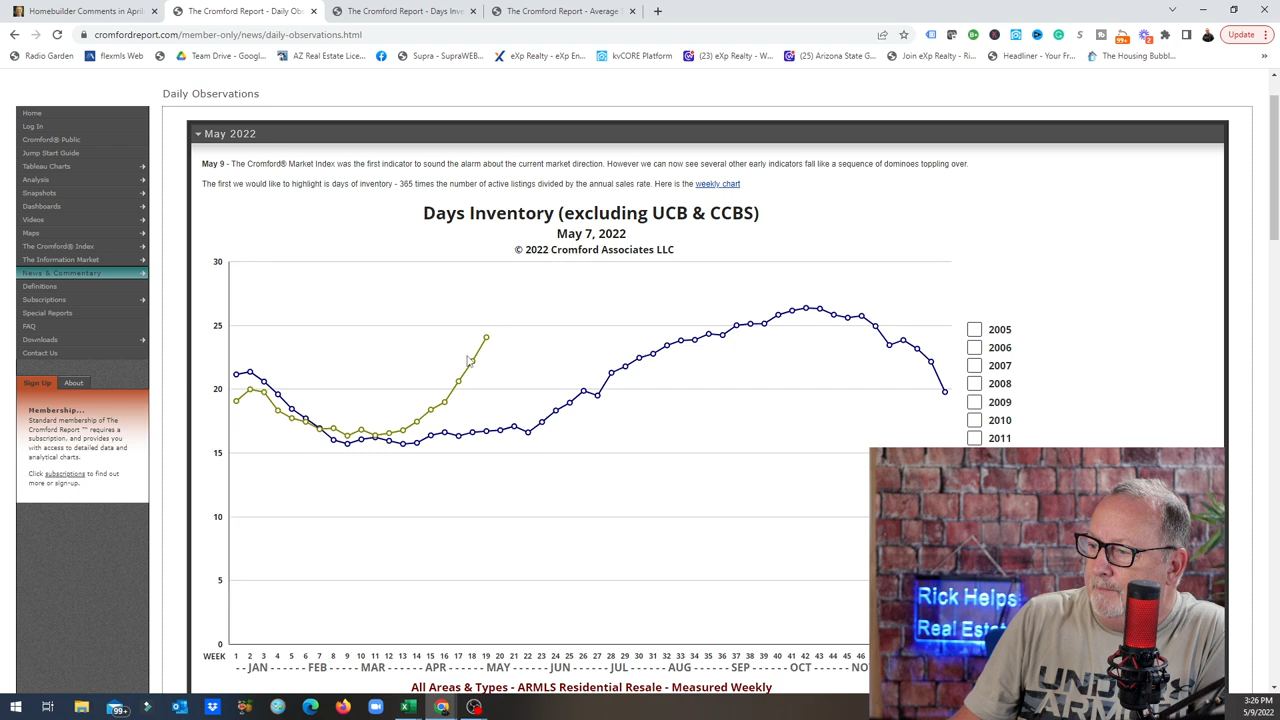 Homebuilder Comments in April
The Cromford Report - Daily Obs
The Cromford Report - Days Inve
The Cromford Report - Average
cromfordreport.com/member-only/news/daily-observations.html
Update
Radio Garden
flexmls Web
Team Drive - Googl...
AZ Real State Lice...
Supra - SupraWEB...
eXp Realty - eXp En...
kvCORE Platform
(23) eXp Realty - W...
(25) Arizona State G...
Join eXp Realty - Ri...
Headliner - Your Fr...
The Housing Bubbl...
Daily Observations
Home
Log In
Cromford® Public
Jump Start Guide
Tableau Charts
Analysis
Snapshots
Dashboards
Videos
Maps
The Cromford® Index
The Information Market
News & Commentary
Definitions
Subscriptions
Special Reports
FAQ
Downloads
Contact Us
Sign Up About
Membership...
Standard membership of The
Cromford Report ™ requires a
subscription, and provides you
with access to detailed data and
analytical charts.
Click subscriptions to find out
more or sign-up.
May 2022
May 9 - The Cromford® Market Index was the first indicator to sound the alarm about the current market direction. However we can now see several other early indicators fall like a sequence of dominoes toppling over.
The first we would like to highlight is days of inventory - 365 times the number of active listings divided by the annual sales rate. Here is the weekly chart
Days Inventory (excluding UCB & CCBS)
May 7, 2022
© 2022 Cromford Associates LLC
30
25
20
15
10
5
0
2005
2006
2007
2008
2009
2010
2011
WEEK 1 2 3 4 5 6 7 8 9 10 11 12 13 14 15 16 17 18 19 20 21 22 23 24 25 26 27 28 29 30 31 32 33 34 35 36 37 38 39 40 41 42 43 44 45 46
- - JAN - - - - - - FEB - - - - - - MAR - - - - - - APR - - - - - - MAY - - - - - - JUN - - - - - - JUL - - - - - - AUG - - - - - - SEP - - - - - - OCT - - - - - - NO
All Areas & Types - ARMLS Residential Resale - Measured Weekly
Rick Helps
Real Estat
UNDER
ARMOUR
99+
3:26 PM
5/9/2022